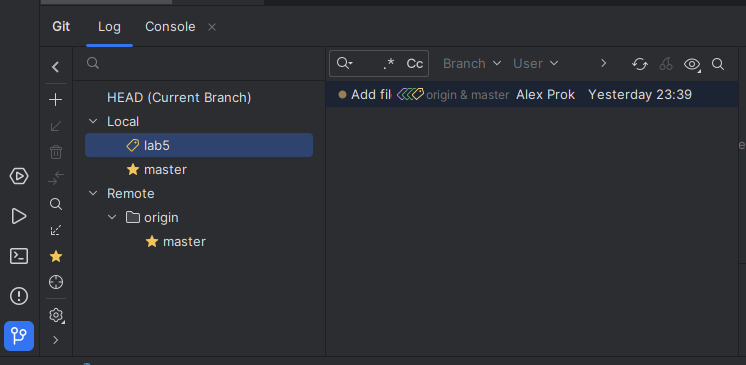 Git Log Console
.* Cc Branch User
HEAD (Current Branch)
Add fil origin & master Alex Prok Yesterday 23:39
Local
lab5
master
Remote
origin
master